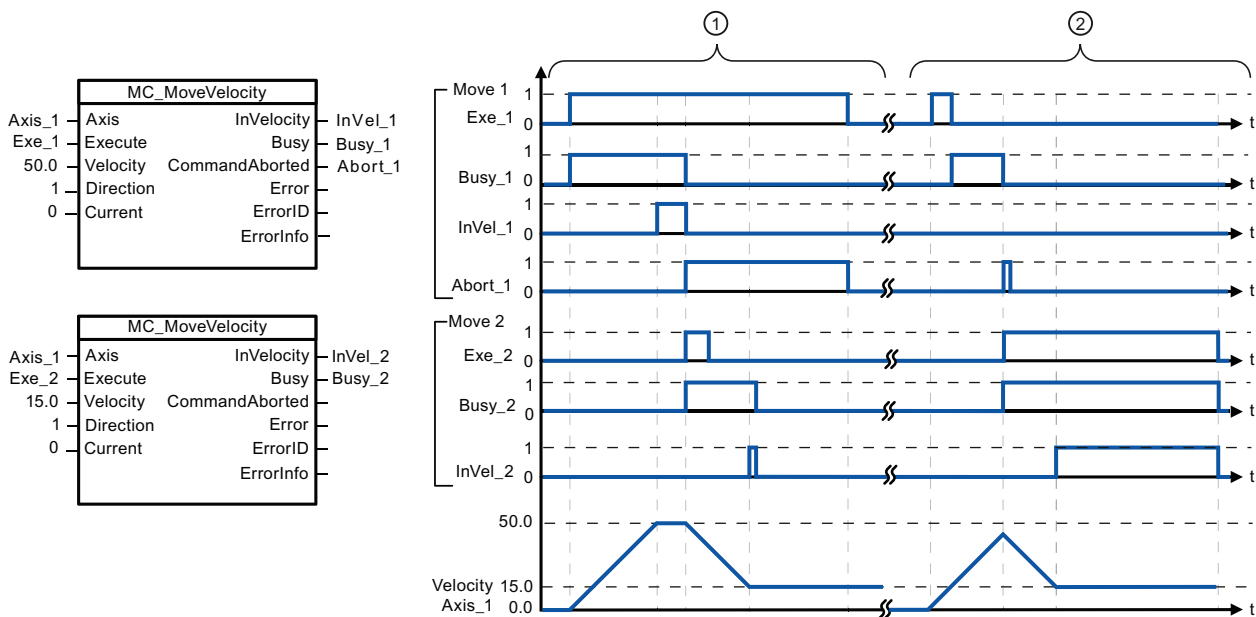 MC_MoveVelocity
Axis_1 Axis InVelocity InVel_1
Exe_1 Execute Busy Busy_1
50.0 Velocity CommandAborted Abort_1
1 Direction Error
0 Current ErrorID
ErrorInfo
MC_MoveVelocity
Axis_1 Axis InVelocity InVel_2
Exe_2 Execute Busy Busy_2
15.0 Velocity CommandAborted
1 Direction Error
0 Current ErrorID
ErrorInfo
① ②
Move 1
1
Exe_1 0 t
1
Busy_1 0 t
1
InVel_1 0 t
1
Abort_1 0 t
Move 2
1
Exe_2 0 t
1
Busy_2 0 t
1
InVel_2 0 t
50.0
Velocity 15.0
Axis_1 0.0 t